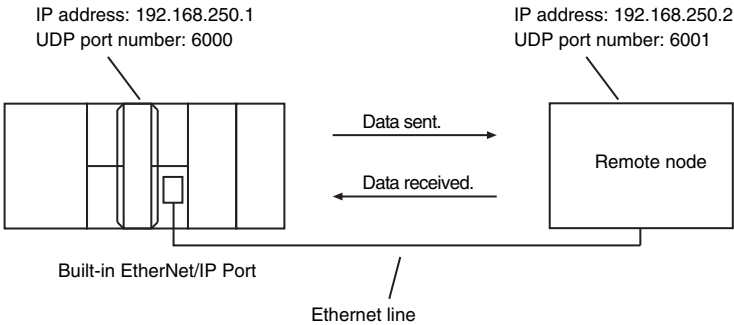 IP address: 192.168.250.1
UDP port number: 6000
IP address: 192.168.250.2
UDP port number: 6001
Data sent.
Data received.
Remote node
Built-in EtherNet/IP Port
Ethernet line